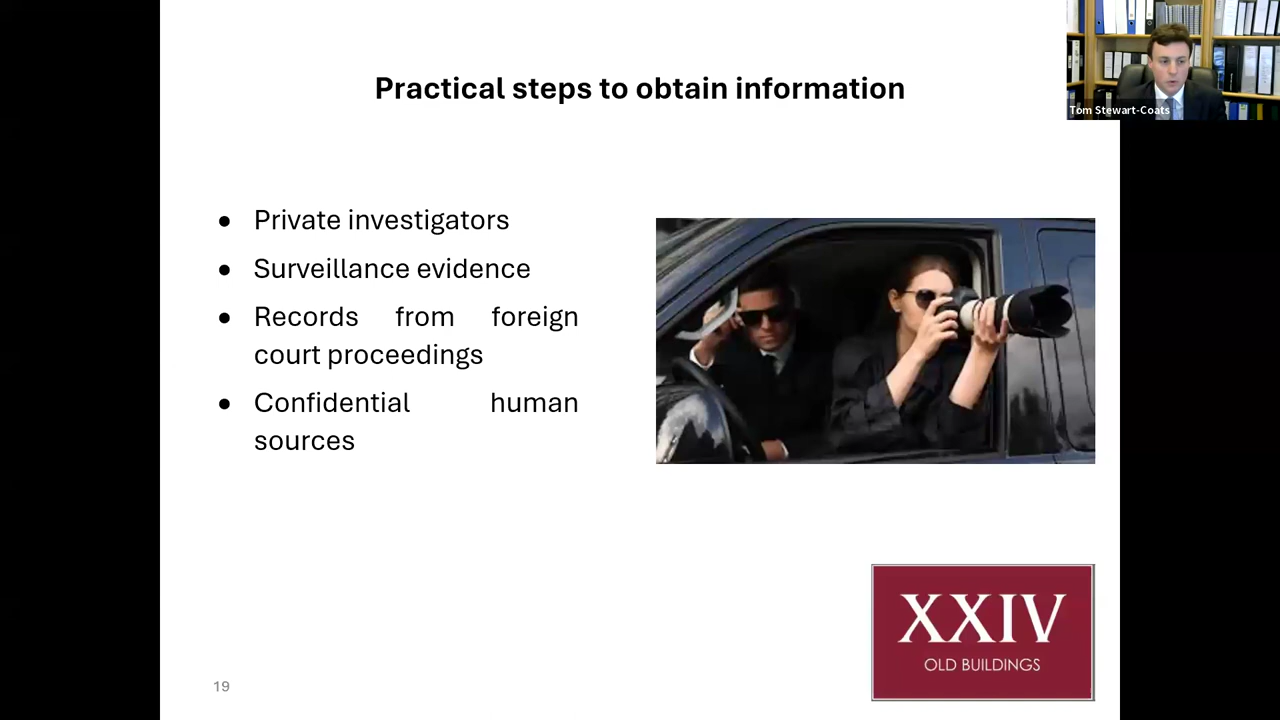 Practical steps to obtain information
Tom Stewart-Coats
● Private investigators
● Surveillance evidence
● Records from foreign
court proceedings
● Confidential human
sources
XXIV
OLD BUILDINGS
19